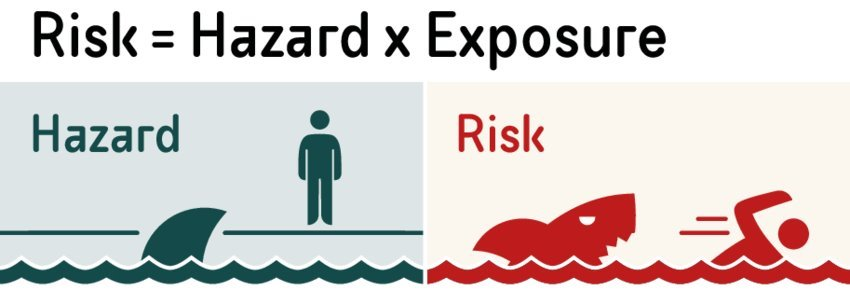 Risk = Hazard x Exposure
Hazard
Risk